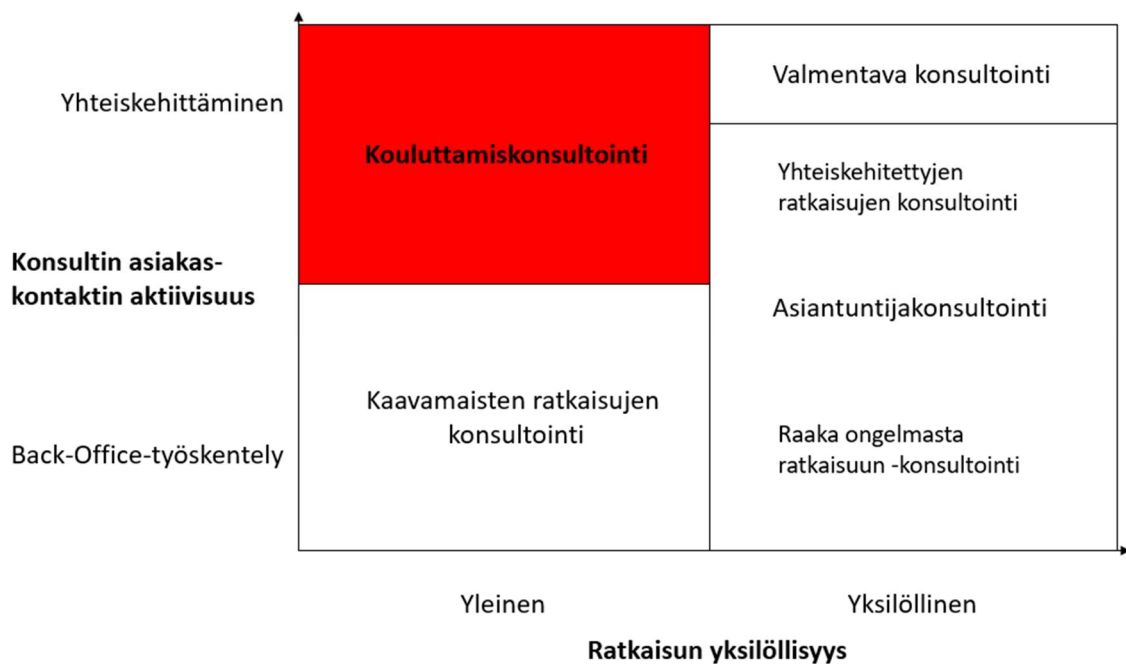 Valmentava konsultointi
Yhteiskehittäminen
Kouluttamiskonsultointi
Yhteiskehitettyjen
ratkaisujen konsultointi
Konsultin asiakas-
kontaktin aktiivisuus
Asiantuntijakonsultointi
Kaavamaisten ratkaisujen
konsultointi
Back-Office-työskentely
Raaka ongelmasta
ratkaisuun -konsultointi
Yleinen
Yksilöllinen
Ratkaisun yksilöllisyys